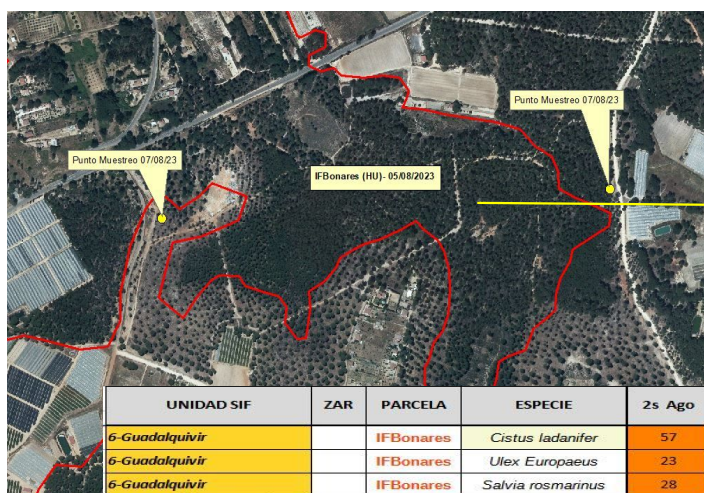 Punto Muestreo 07/08/23
Punto Muestreo 07/08/23
IFBonares (HU)- 05/08/2023
UNIDAD SIF ZAR PARCELA ESPECIE 2s Ago
6-Guadalquivir IFBonares Cistus ladanifer 57
6-Guadalquivir IFBonares Ulex Europaeus 23
6-Guadalquivir IFBonares Salvia rosmarinus 28